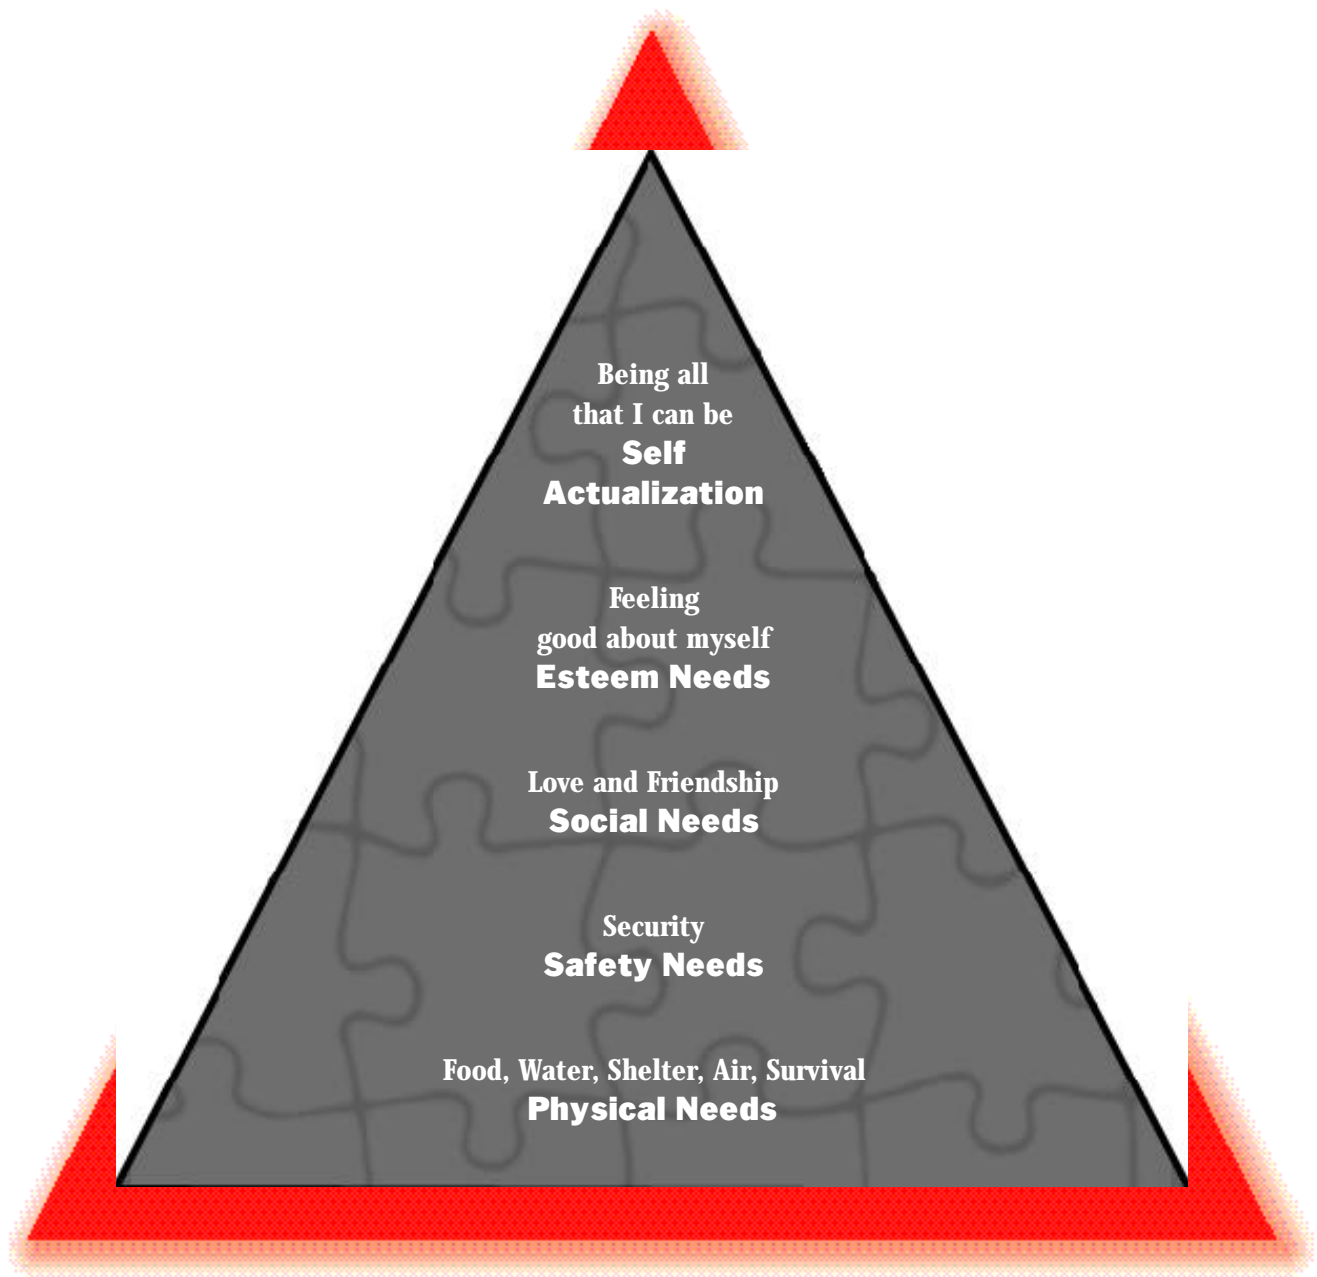 Being all
that I can be
Self
Actualization
Feeling
good about myself
Esteem Needs
Love and Friendship
Social Needs
Security
Safety Needs
Food, Water, Shelter, Air, Survival
Physical Needs